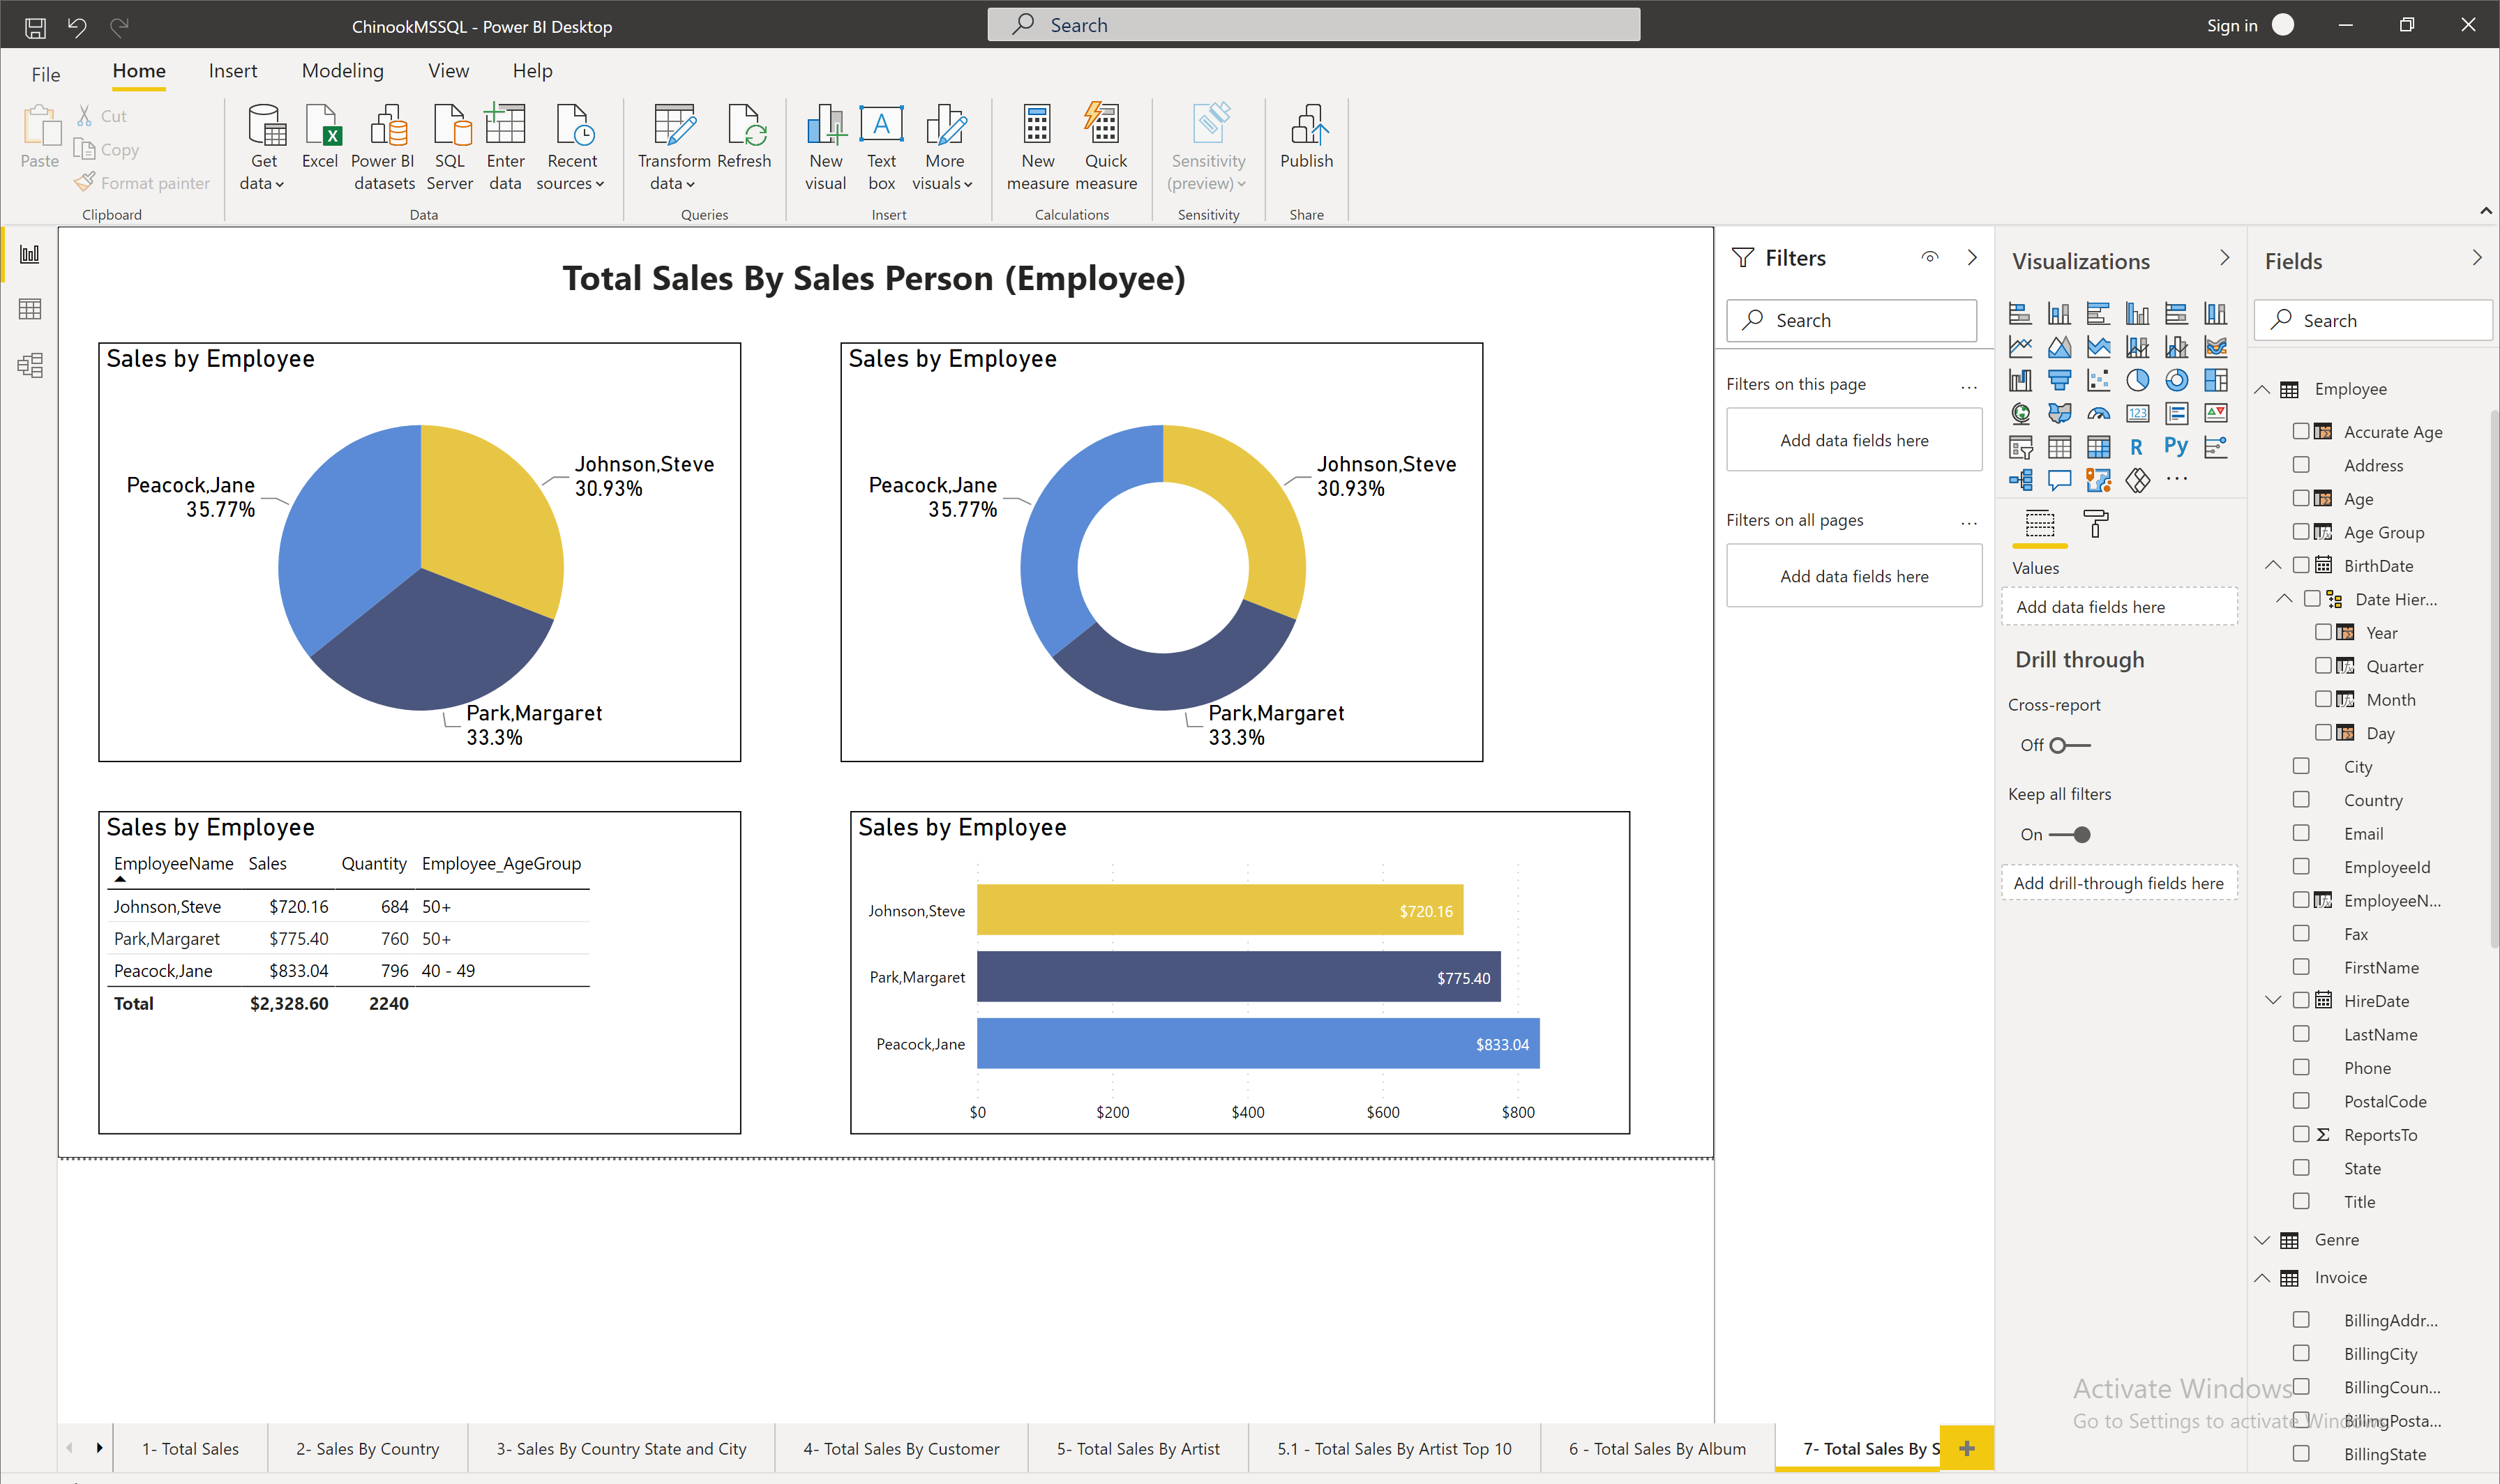 ChinookMSSQL - Power BI Desktop
Search
Sign in
File
Home
Insert
Modeling
View
Help
Paste
Cut
Copy
Format painter
Clipboard
Get data
Excel
Power BI datasets
SQL Server
Enter data
Recent sources
Data
Transform data
Refresh
Queries
New visual
Text box
More visuals
Insert
New measure
Quick measure
Calculations
Sensitivity (preview)
Sensitivity
Publish
Share
Total Sales By Sales Person (Employee)
Sales by Employee
Johnson,Steve
30.93%
Peacock,Jane
35.77%
Park,Margaret
33.3%
Sales by Employee
Johnson,Steve
30.93%
Peacock,Jane
35.77%
Park,Margaret
33.3%
Sales by Employee
EmployeeName Sales Quantity Employee_AgeGroup
Johnson,Steve $720.16 684 50+
Park,Margaret $775.40 760 50+
Peacock,Jane $833.04 796 40 - 49
Total $2,328.60 2240
Sales by Employee
Johnson,Steve $720.16
Park,Margaret $775.40
Peacock,Jane $833.04
$0 $200 $400 $600 $800
Filters
Search
Filters on this page ...
Add data fields here
Filters on all pages ...
Add data fields here
Visualizations
123
R
Py
...
Values
Add data fields here
Drill through
Cross-report
Off
Keep all filters
On
Add drill-through fields here
Fields
Search
Employee
Accurate Age
Address
Age
Age Group
BirthDate
Date Hier...
Year
Quarter
Month
Day
City
Country
Email
EmployeeId
EmployeeN...
Fax
FirstName
HireDate
LastName
Phone
PostalCode
Σ ReportsTo
State
Title
Genre
Invoice
BillingAddr...
BillingCity
BillingCoun...
BillingPosta...
BillingState
Activate Windows
Go to Settings to activate Windows.
1- Total Sales
2- Sales By Country
3- Sales By Country State and City
4- Total Sales By Customer
5- Total Sales By Artist
5.1 - Total Sales By Artist Top 10
6 - Total Sales By Album
7- Total Sales By S